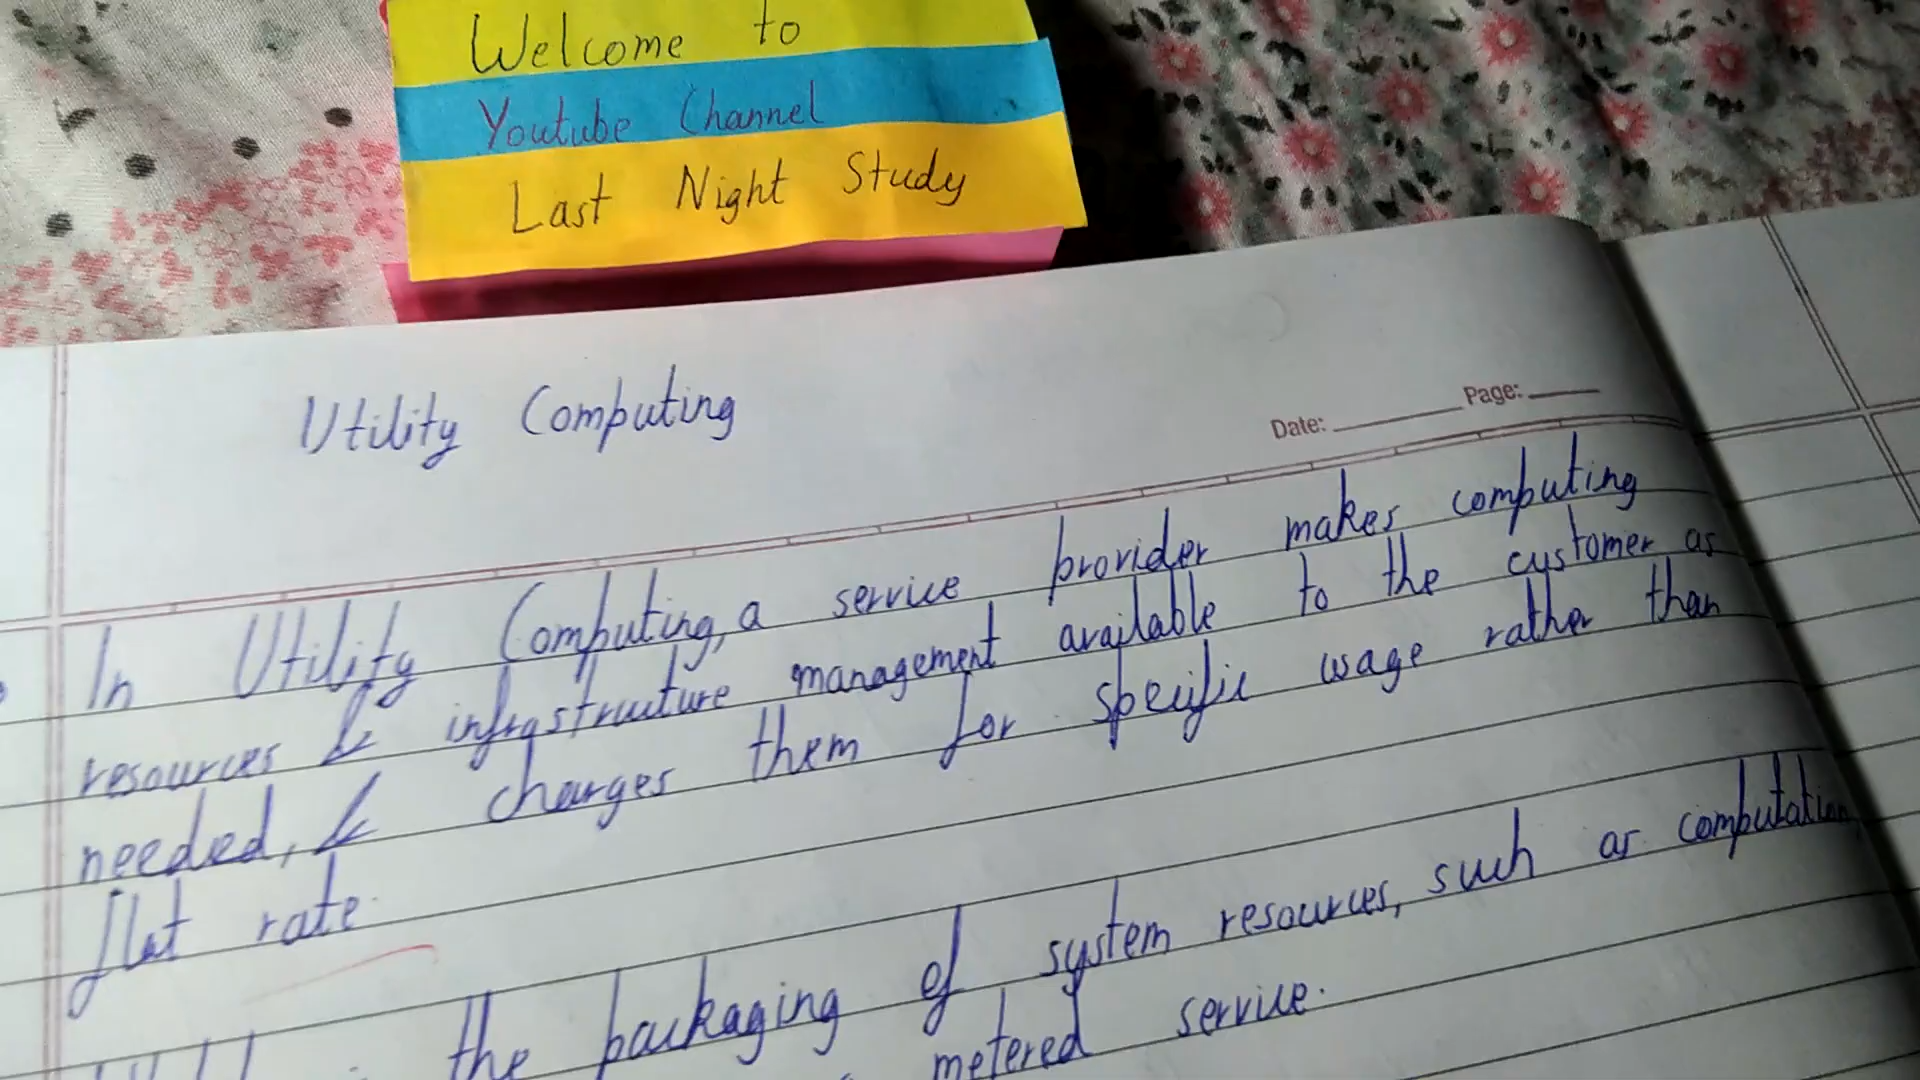 Welcome to
Youtube Channel
Last Night Study
Utility Computing
Date: Page:
In Utility Computing, a service provider makes computing
resources & infrastructure management available to the customer as
needed, & charges them for specific usage rather than
flat rate.
the packaging of system resources, such as computation,
metered service.